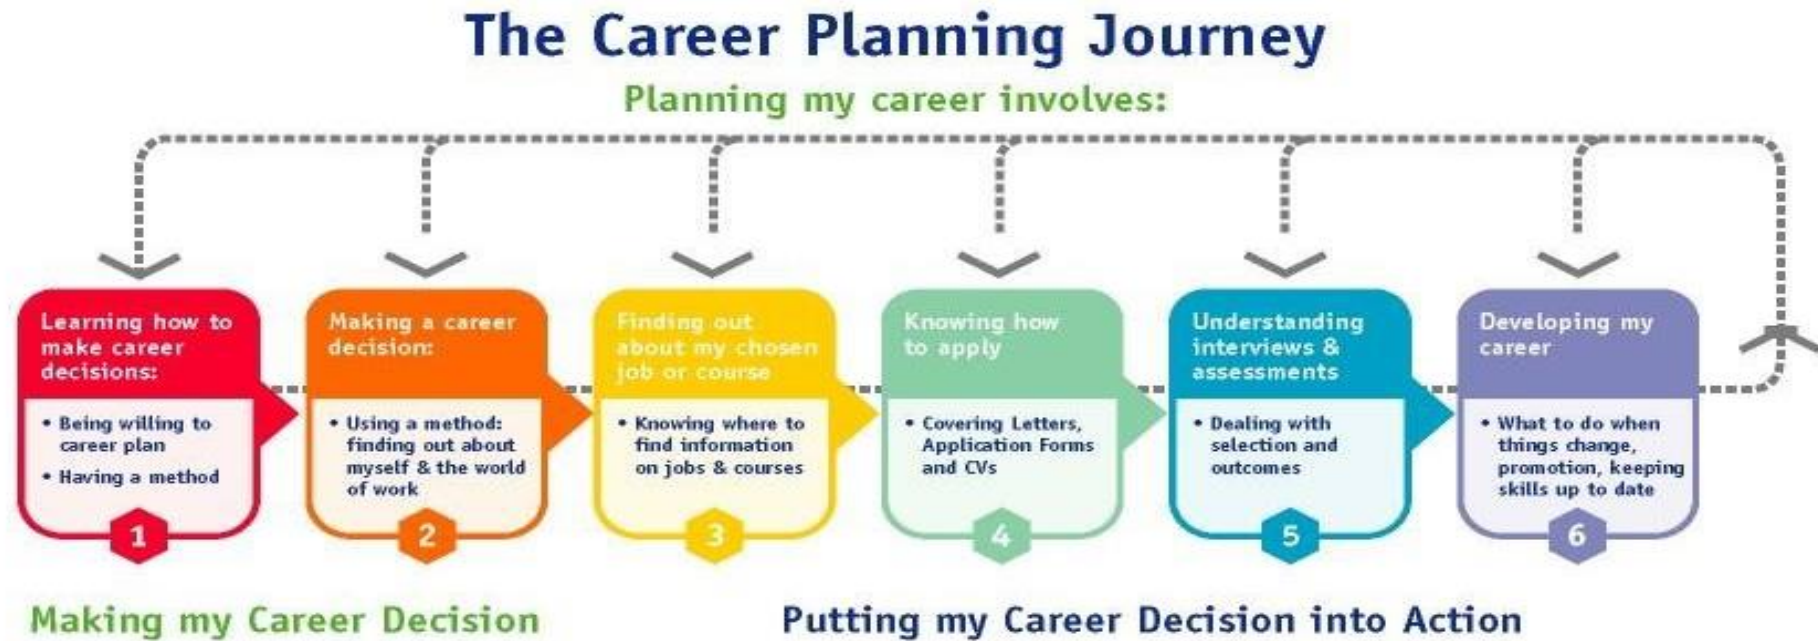 The Career Planning Journey
Planning my career involves:
Learning how to
make career
decisions:
• Being willing to
career plan
• Having a method
1
Making a career
decision:
• Using a method:
finding out about
myself & the world
of work
2
Finding out
about my chosen
job or course
• Knowing where to
find information
on jobs & courses
3
Knowing how
to apply
• Covering Letters,
Application Forms
and CVs
4
Understanding
interviews &
assessments
• Dealing with
selection and
outcomes
5
Developing my
career
• What to do when
things change,
promotion, keeping
skills up to date
6
Making my Career Decision
Putting my Career Decision into Action